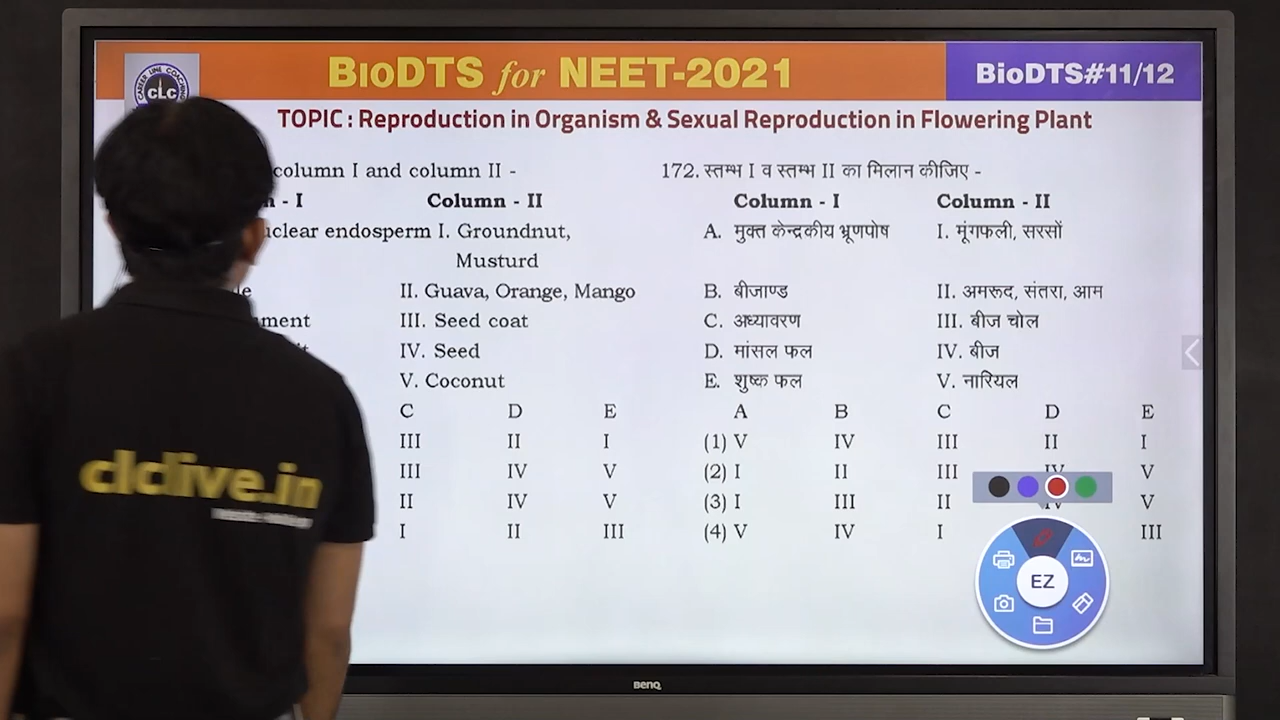 BIODTS for NEET-2021
BIODTS#11/12
CLC
TOPIC : Reproduction in Organism & Sexual Reproduction in Flowering Plant
column I and column II -
- I Column - II
endosperm I. Groundnut,
Musturd
II. Guava, Orange, Mango
III. Seed coat
IV. Seed
V. Coconut
C D E
III II I
III IV V
II IV V
I II III
172. स्तम्भ I व स्तम्भ II का मिलान कीजिए -
Column - I Column - II
A. मुक्त केन्द्रकीय भ्रूणपोष I. मूंगफली, सरसों
B. बीजाण्ड II. अमरूद, संतरा, आम
C. अध्यावरण III. बीज चोल
D. मांसल फल IV. बीज
E. शुष्क फल V. नारियल
A B C D E
(1) V IV III II I
(2) I II III IV V
(3) I III II IV V
(4) V IV I III
EZ
clclive.in
BenQ